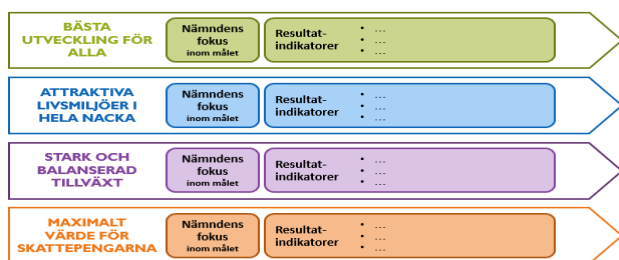 BÄSTA
UTVECKLING FÖR
ALLA
Nämndens
fokus
inom målet
Resultat-
indikatorer
• ...
• ...
• ...
ATTRAKTIVA
LIVSMILJÖER I
HELA NACKA
Nämndens
fokus
inom målet
Resultat-
indikatorer
• ...
• ...
• ...
STARK OCH
BALANSERAD
TILLVÄXT
Nämndens
fokus
inom målet
Resultat-
indikatorer
• ...
• ...
• ...
MAXIMALT
VÄRDE FÖR
SKATTEPENGARNA
Nämndens
fokus
inom målet
Resultat-
indikatorer
• ...
• ...
• ...